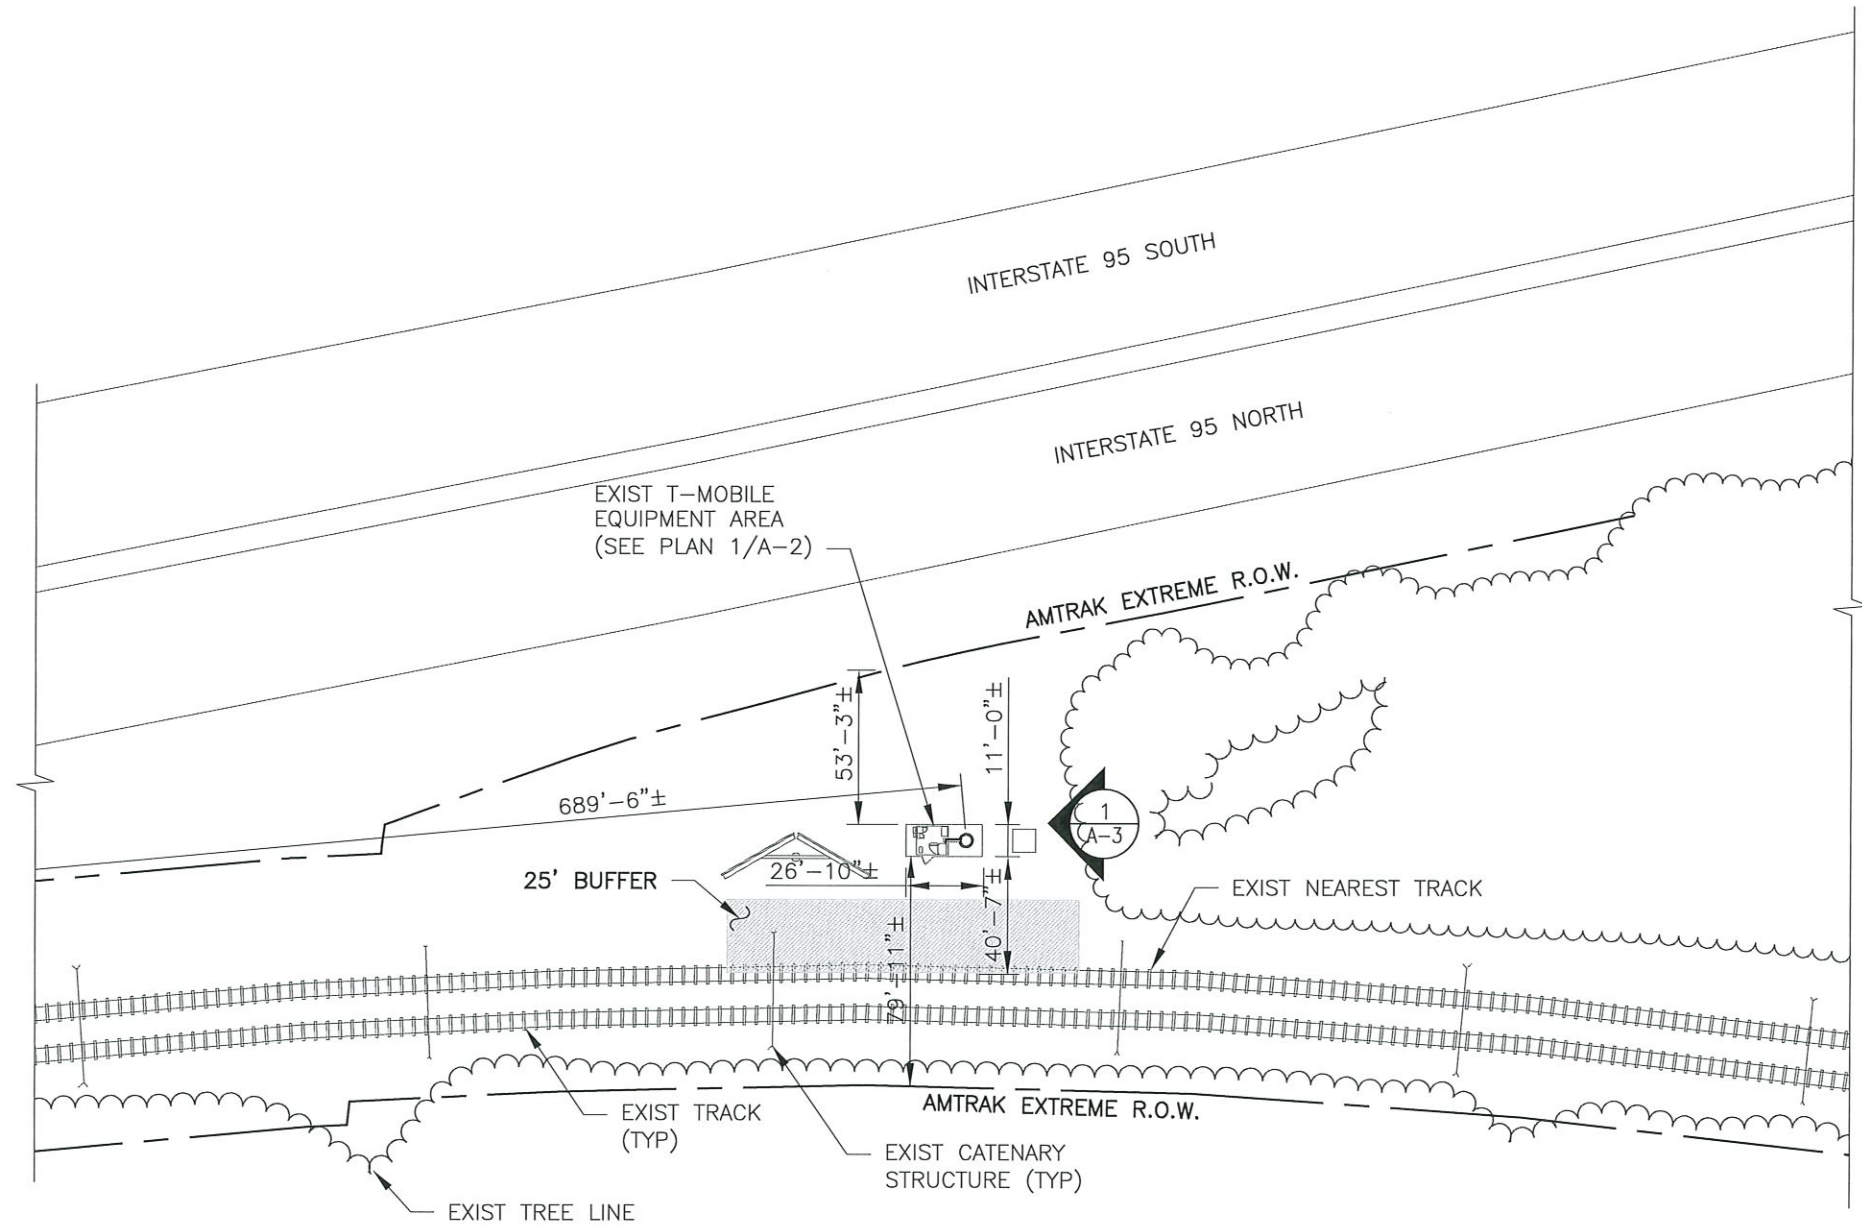 INTERSTATE 95 SOUTH
INTERSTATE 95 NORTH
EXIST T-MOBILE
EQUIPMENT AREA
(SEE PLAN 1/A-2)
AMTRAK EXTREME R.O.W.
53'-3"±
11'-0"±
689'-6"±
1
A-3
26'-10"±
25' BUFFER
40'-7"±
EXIST NEAREST TRACK
79'-11"±
EXIST TRACK
(TYP)
AMTRAK EXTREME R.O.W.
EXIST CATENARY
STRUCTURE (TYP)
EXIST TREE LINE